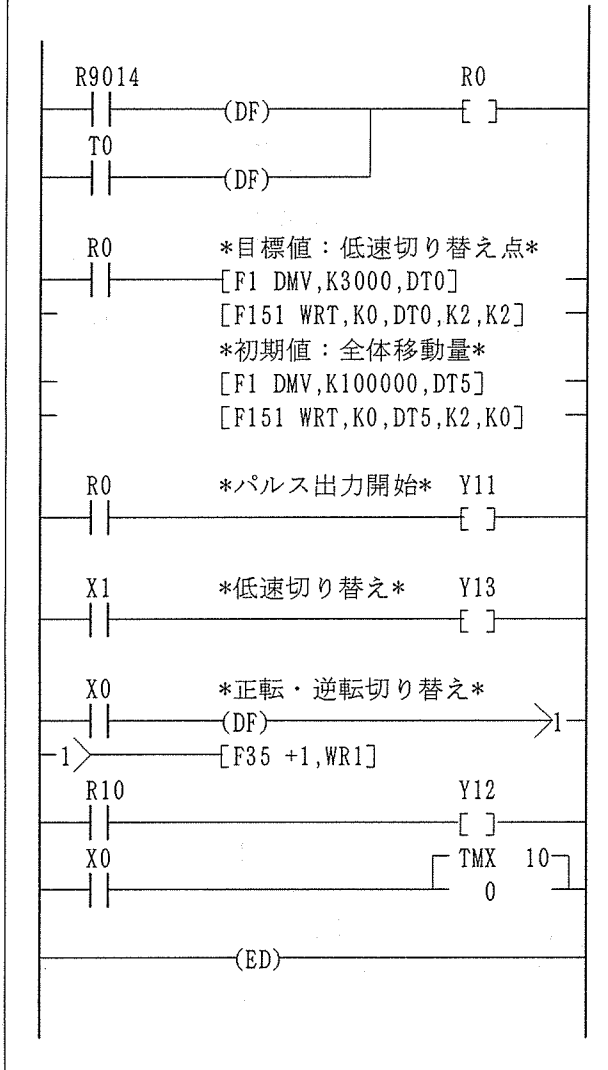 R9014 R0
(DF) [ ]
T0
(DF)
R0 *目標値：低速切り替え点*
[F1 DMV,K3000,DT0]
[F151 WRT,K0,DT0,K2,K2]
*初期値：全体移動量*
[F1 DMV,K100000,DT5]
[F151 WRT,K0,DT5,K2,K0]
R0 *パルス出力開始* Y11
[ ]
X1 *低速切り替え* Y13
[ ]
X0 *正転・逆転切り替え*
(DF) 1
1 [F35 +1,WR1]
R10 Y12
[ ]
X0 TMX 10
0
(ED)